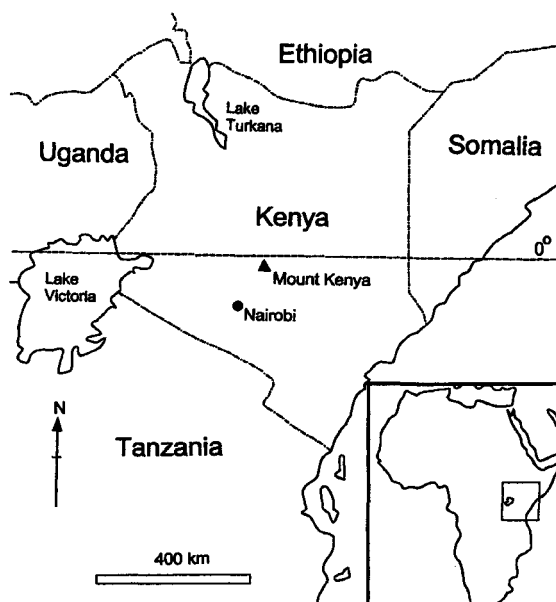 Ethiopia
Lake
Turkana
Uganda
Somalia
Kenya
0°
Lake
Victoria
Mount Kenya
Nairobi
N
Tanzania
400 km